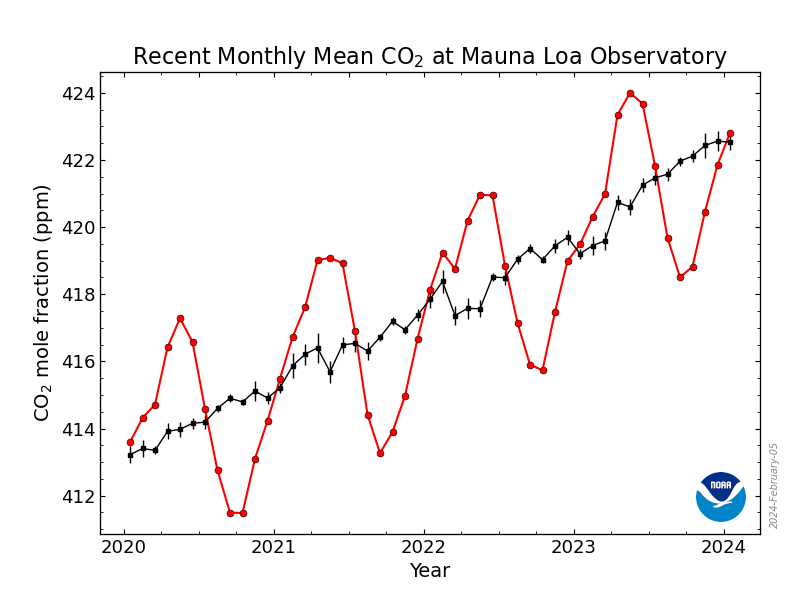 Recent Monthly Mean CO₂ at Mauna Loa Observatory
CO₂ mole fraction (ppm)
424
422
420
418
416
414
412
2020 2021 2022 2023 2024
Year
NOAA
2024-February-05